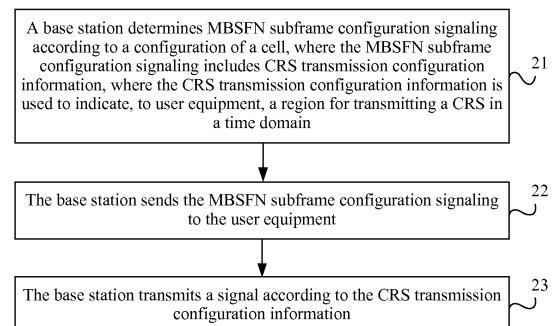 A base station determines MBSFN subframe configuration signaling
according to a configuration of a cell, where the MBSFN subframe
configuration signaling includes CRS transmission configuration
information, where the CRS transmission configuration information is
used to indicate, to user equipment, a region for transmitting a CRS in
a time domain
21
The base station sends the MBSFN subframe configuration signaling
to the user equipment
22
The base station transmits a signal according to the CRS transmission
configuration information
23